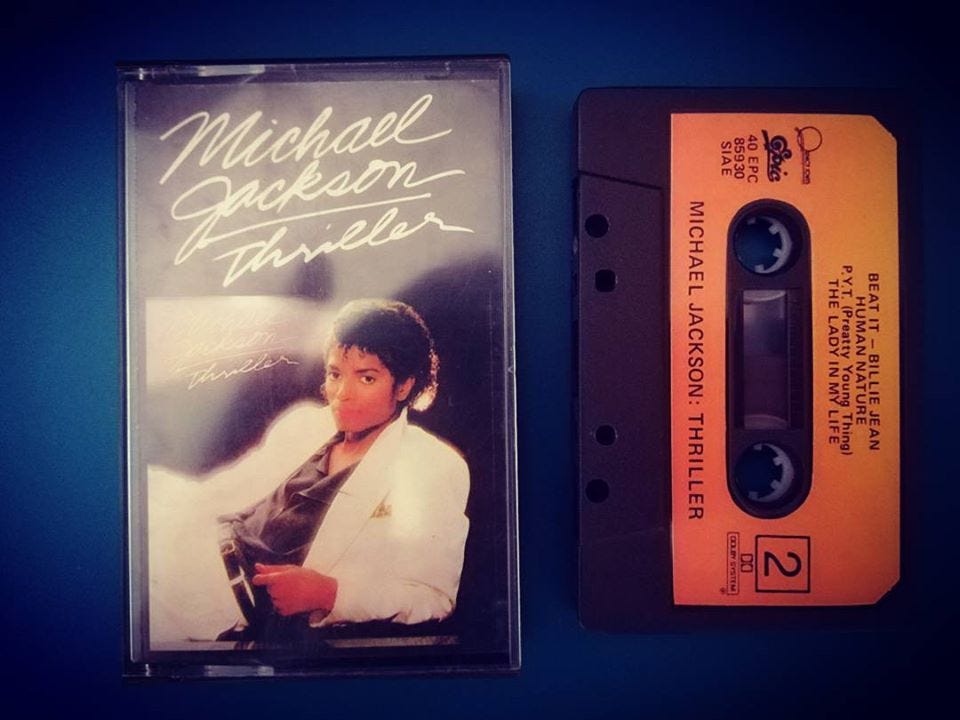 Michael
Jackson
Thriller
Michael
Jackson
Thriller
Epic
40 EPC
85930
SIAE
BEAT IT – BILLIE JEAN
HUMAN NATURE
P.Y.T. (Preatty Young Thing)
THE LADY IN MY LIFE
MICHAEL JACKSON: THRILLER
2
DOLBY SYSTEM